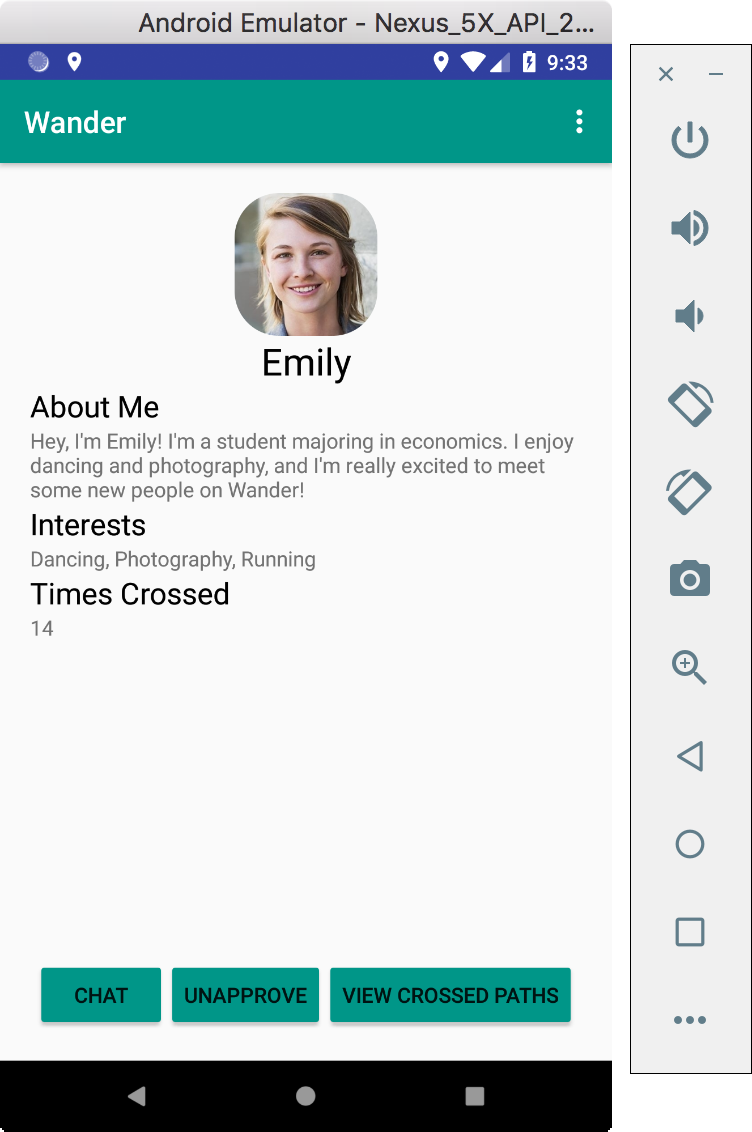 Android Emulator - Nexus_5X_API_2...
9:33
Wander
Emily
About Me
Hey, I'm Emily! I'm a student majoring in economics. I enjoy
dancing and photography, and I'm really excited to meet
some new people on Wander!
Interests
Dancing, Photography, Running
Times Crossed
14
CHAT UNAPPROVE VIEW CROSSED PATHS